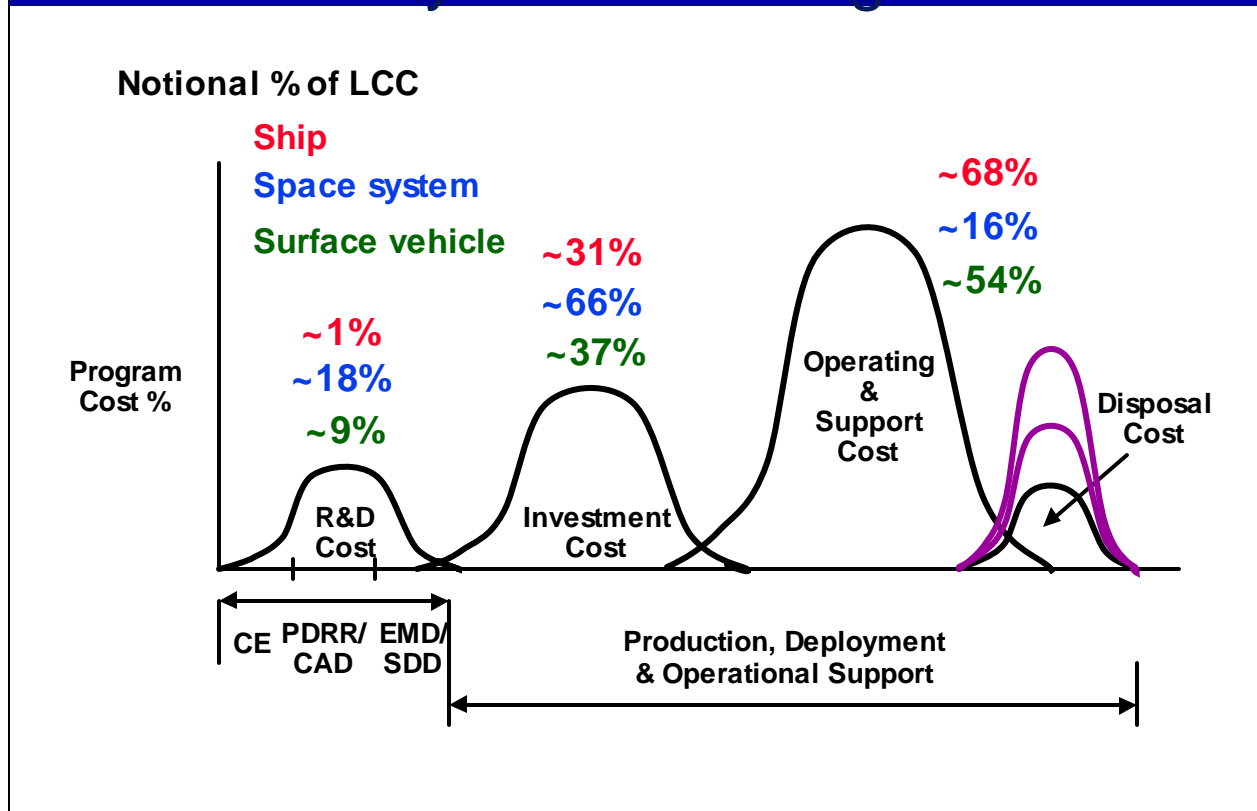 Notional % of LCC
Ship
Space system
Surface vehicle
~68%
~16%
~54%
~31%
~66%
~37%
~1%
~18%
~9%
Program
Cost %
R&D
Cost
Investment
Cost
Operating
&
Support
Cost
Disposal
Cost
CE
PDRR/
CAD
EMD/
SDD
Production, Deployment
& Operational Support